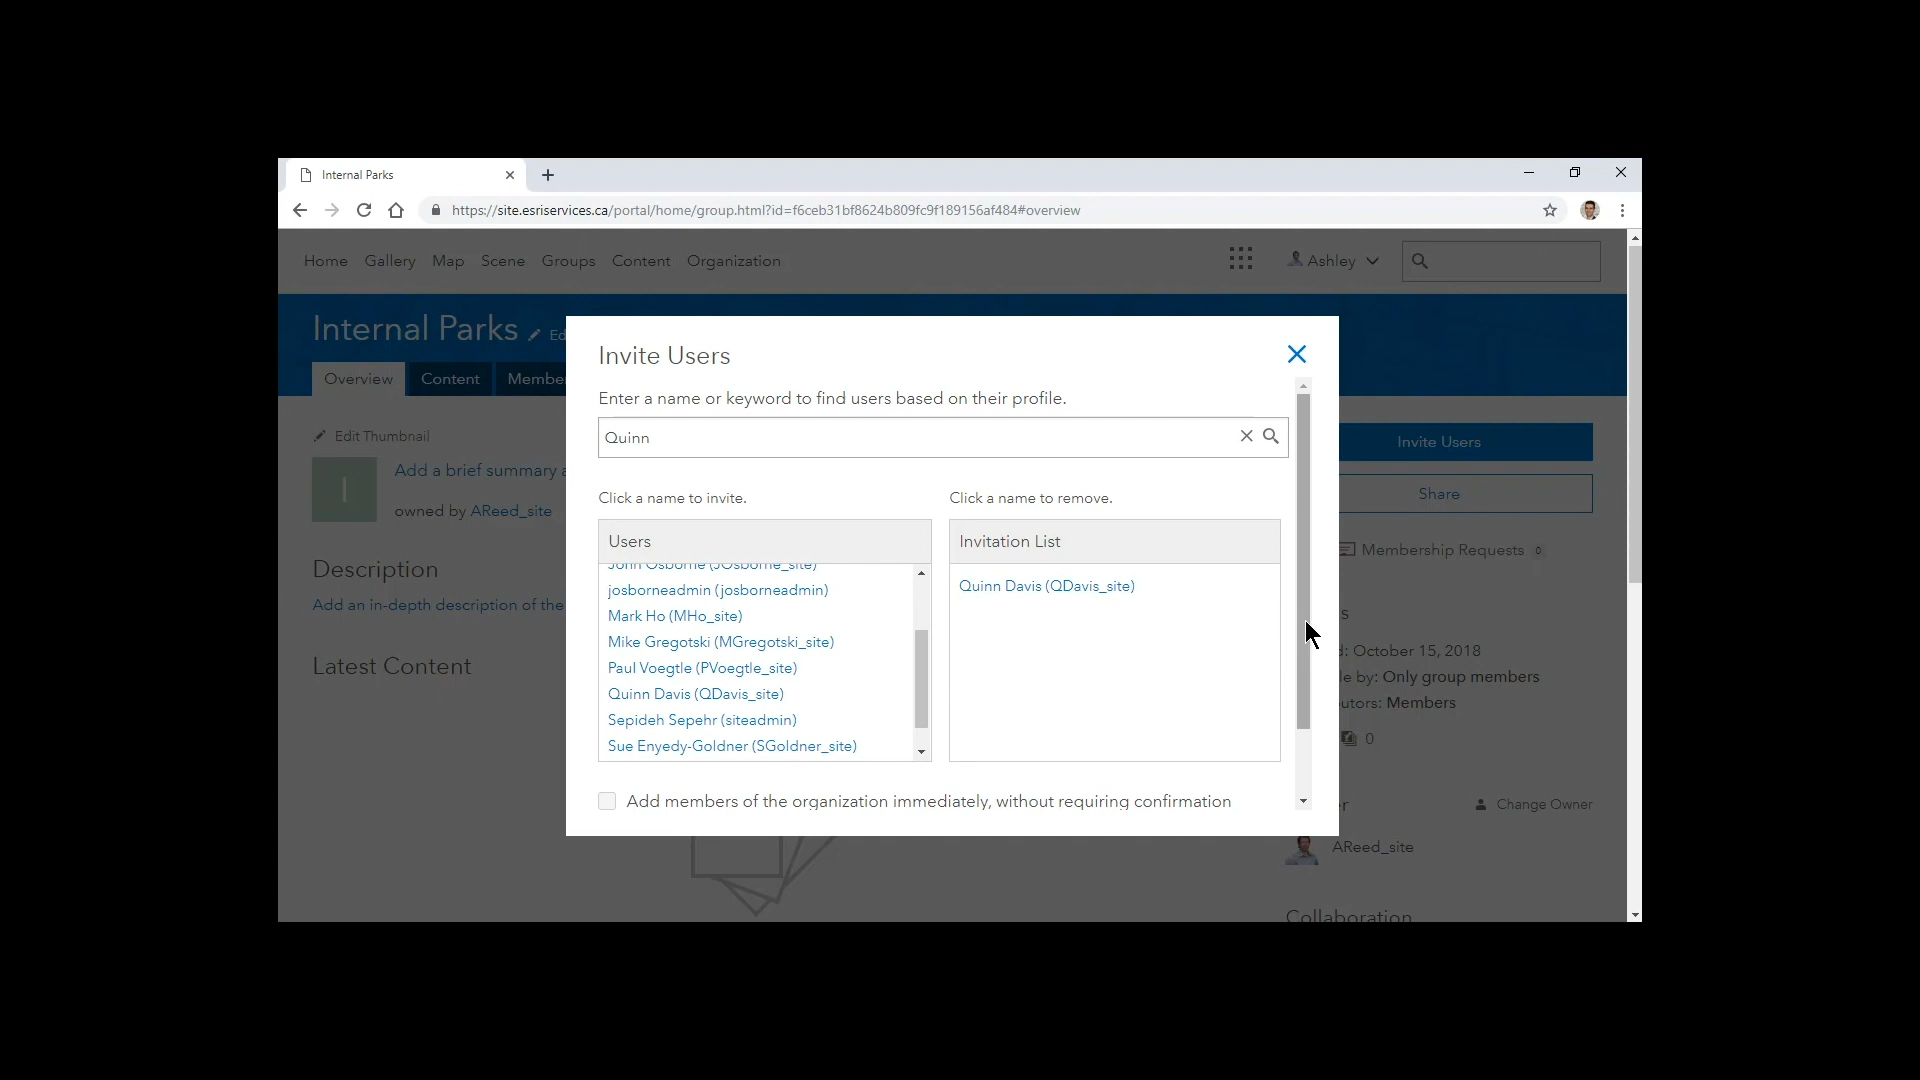 Internal Parks
https://site.esriservices.ca/portal/home/group.html?id=f6ceb31bf8624b809fc9f189156af484#overview
Home Gallery Map Scene Groups Content Organization Ashley
Internal Parks
Overview Content
Edit Thumbnail
Add a brief summary
owned by AReed_site
Description
Add an in-depth description of the
Latest Content
Invite Users
Enter a name or keyword to find users based on their profile.
Quinn
Click a name to invite.
Click a name to remove.
Users
Invitation List
John Osborne (JOsborne_site)
josborneadmin (josborneadmin)
Mark Ho (MHo_site)
Mike Gregotski (MGregotski_site)
Paul Voegtle (PVoegtle_site)
Quinn Davis (QDavis_site)
Sepideh Sepehr (siteadmin)
Sue Enyedy-Goldner (SGoldner_site)
Quinn Davis (QDavis_site)
Add members of the organization immediately, without requiring confirmation
Invite Users
Share
Membership Requests 0
October 15, 2018
by: Only group members
Members
0
Change Owner
AReed_site
Collaboration